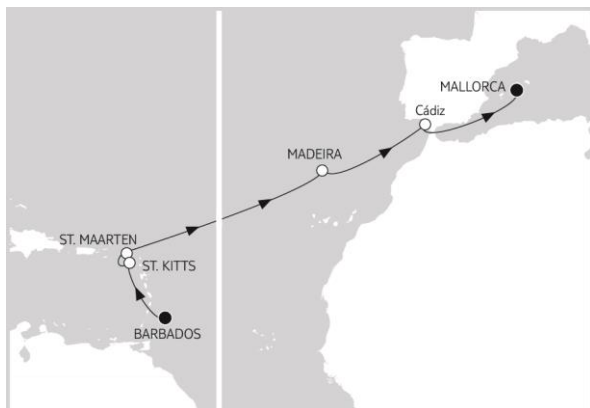 MALLORCA
Cádiz
MADEIRA
ST. MAARTEN
ST. KITTS
BARBADOS